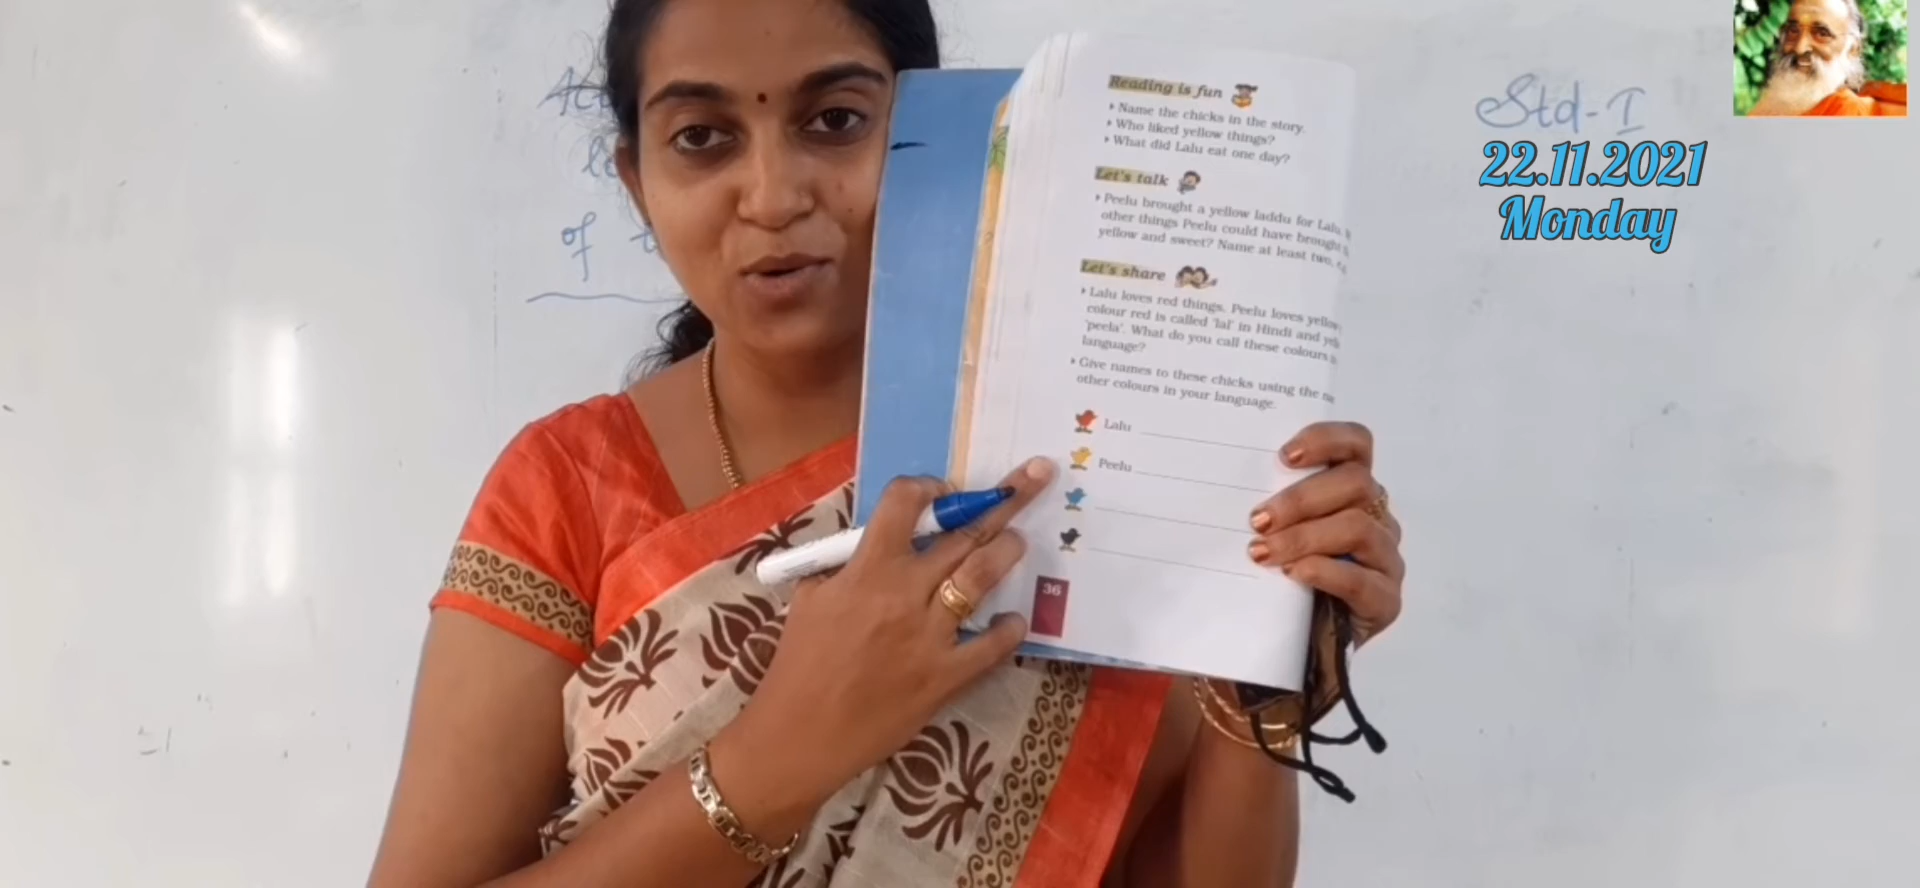 Std-I
22.11.2021
Monday
of
Reading is fun
Name the chicks in the story.
Who liked yellow things?
What did Lalu eat one day?
Let's talk
Peelu brought a yellow laddu for Lalu.
other things Peelu could have brought
yellow and sweet? Name at least two.
Let's share
Lalu loves red things. Peelu loves yellow
colour red is called 'lal' in Hindi and
'peela'. What do you call these colours
language?
Give names to these chicks using the
other colours in your language.
Lalu
Peelu
36